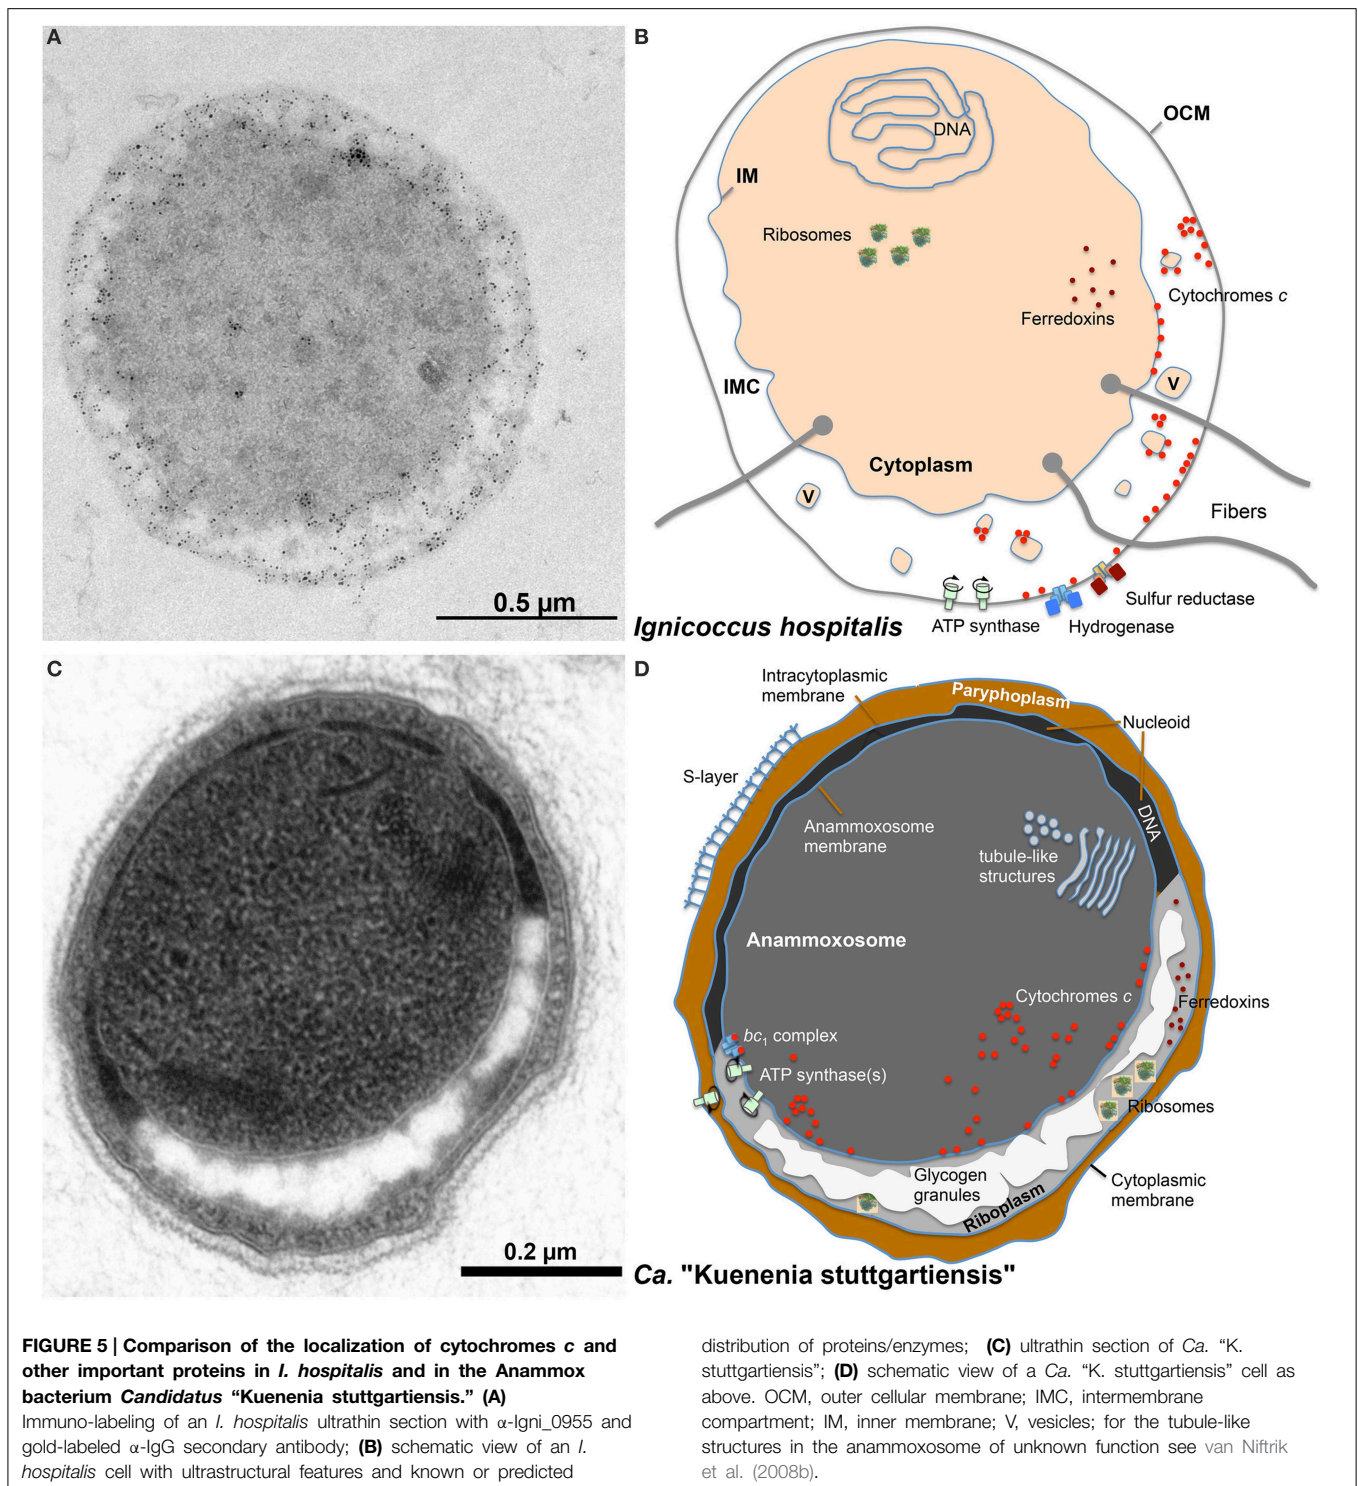 A
0.5 µm
B
DNA
OCM
IM
Ribosomes
Cytochromes c
Ferredoxins
IMC
V
Cytoplasm
V
Fibers
Sulfur reductase
ATP synthase
Hydrogenase
Ignicoccus hospitalis
C
0.2 µm
D
Intracytoplasmic
membrane
Paryphoplasm
Nucleoid
S-layer
DNA
Anammoxosome
membrane
tubule-like
structures
Anammoxosome
Cytochromes c
Ferredoxins
bc₁ complex
ATP synthase(s)
Ribosomes
Glycogen
granules
Riboplasm
Cytoplasmic
membrane
Ca. "Kuenenia stuttgartiensis"
FIGURE 5 | Comparison of the localization of cytochromes c and
other important proteins in I. hospitalis and in the Anammox
bacterium Candidatus “Kuenenia stuttgartiensis.” (A)
Immuno-labeling of an I. hospitalis ultrathin section with α-Igni_0955 and
gold-labeled α-IgG secondary antibody; (B) schematic view of an I.
hospitalis cell with ultrastructural features and known or predicted
distribution of proteins/enzymes; (C) ultrathin section of Ca. “K.
stuttgartiensis”; (D) schematic view of a Ca. “K. stuttgartiensis” cell as
above. OCM, outer cellular membrane; IMC, intermembrane
compartment; IM, inner membrane; V, vesicles; for the tubule-like
structures in the anammoxosome of unknown function see van Niftrik
et al. (2008b).